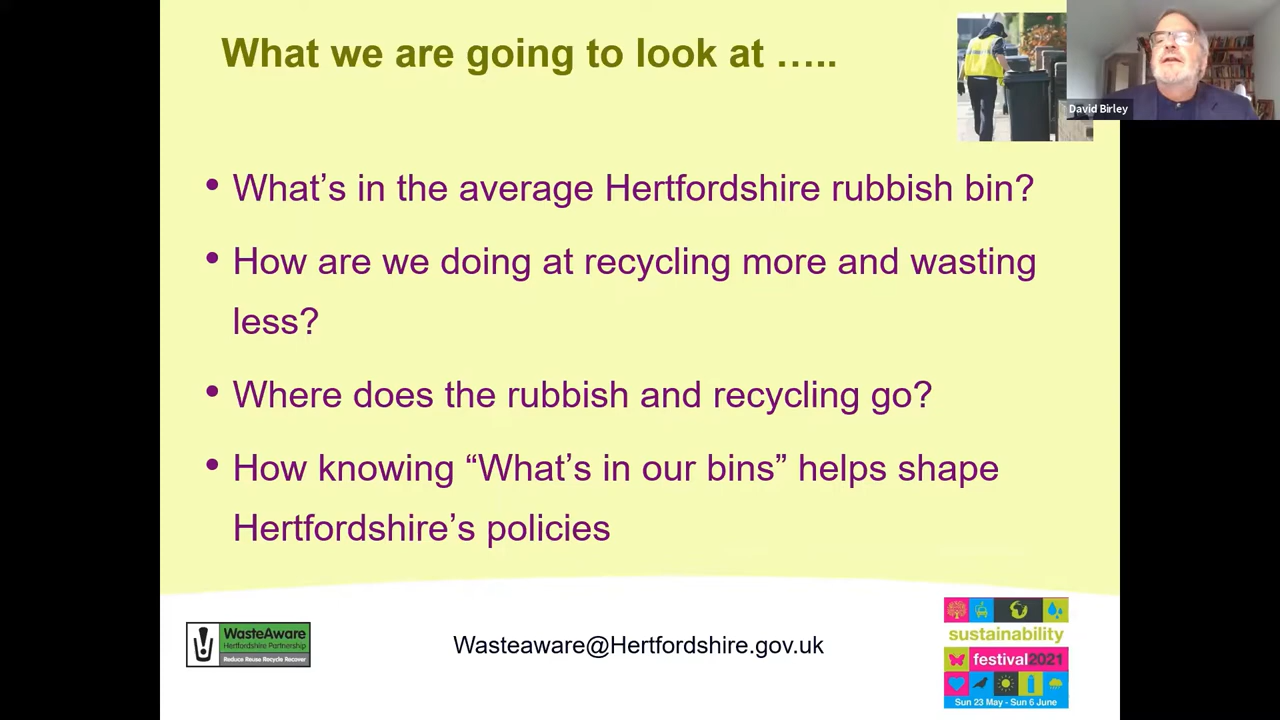 What we are going to look at …..
David Birley
• What’s in the average Hertfordshire rubbish bin?
• How are we doing at recycling more and wasting
less?
• Where does the rubbish and recycling go?
• How knowing “What’s in our bins” helps shape
Hertfordshire’s policies
WasteAware
Hertfordshire Partnership
Reduce Reuse Recycle Recover
Wasteaware@Hertfordshire.gov.uk
sustainability
festival2021
Sun 23 May - Sun 6 June